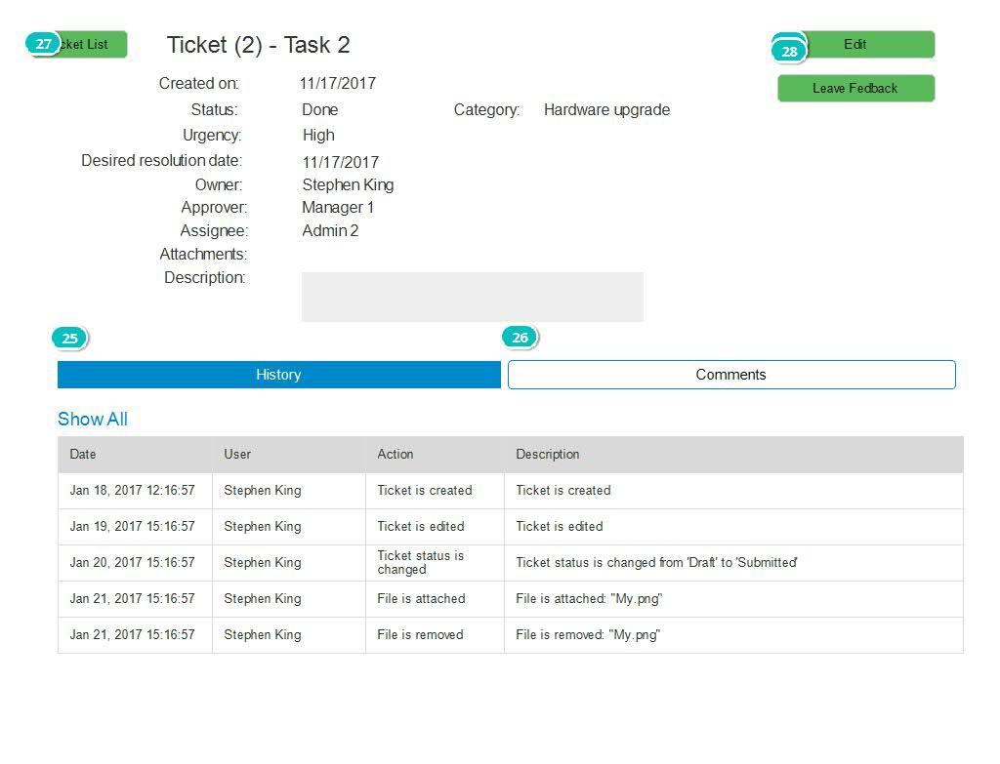 27 cket List
Ticket (2) - Task 2
28 Edit
Leave Fedback
Created on: 11/17/2017
Status: Done Category: Hardware upgrade
Urgency: High
Desired resolution date: 11/17/2017
Owner: Stephen King
Approver: Manager 1
Assignee: Admin 2
Attachments:
Description:
25 26
History Comments
Show All
Date User Action Description
Jan 18, 2017 12:16:57 Stephen King Ticket is created Ticket is created
Jan 19, 2017 15:16:57 Stephen King Ticket is edited Ticket is edited
Jan 20, 2017 15:16:57 Stephen King Ticket status is changed Ticket status is changed from 'Draft' to 'Submitted'
Jan 21, 2017 15:16:57 Stephen King File is attached File is attached: "My.png"
Jan 21, 2017 15:16:57 Stephen King File is removed File is removed: "My.png"